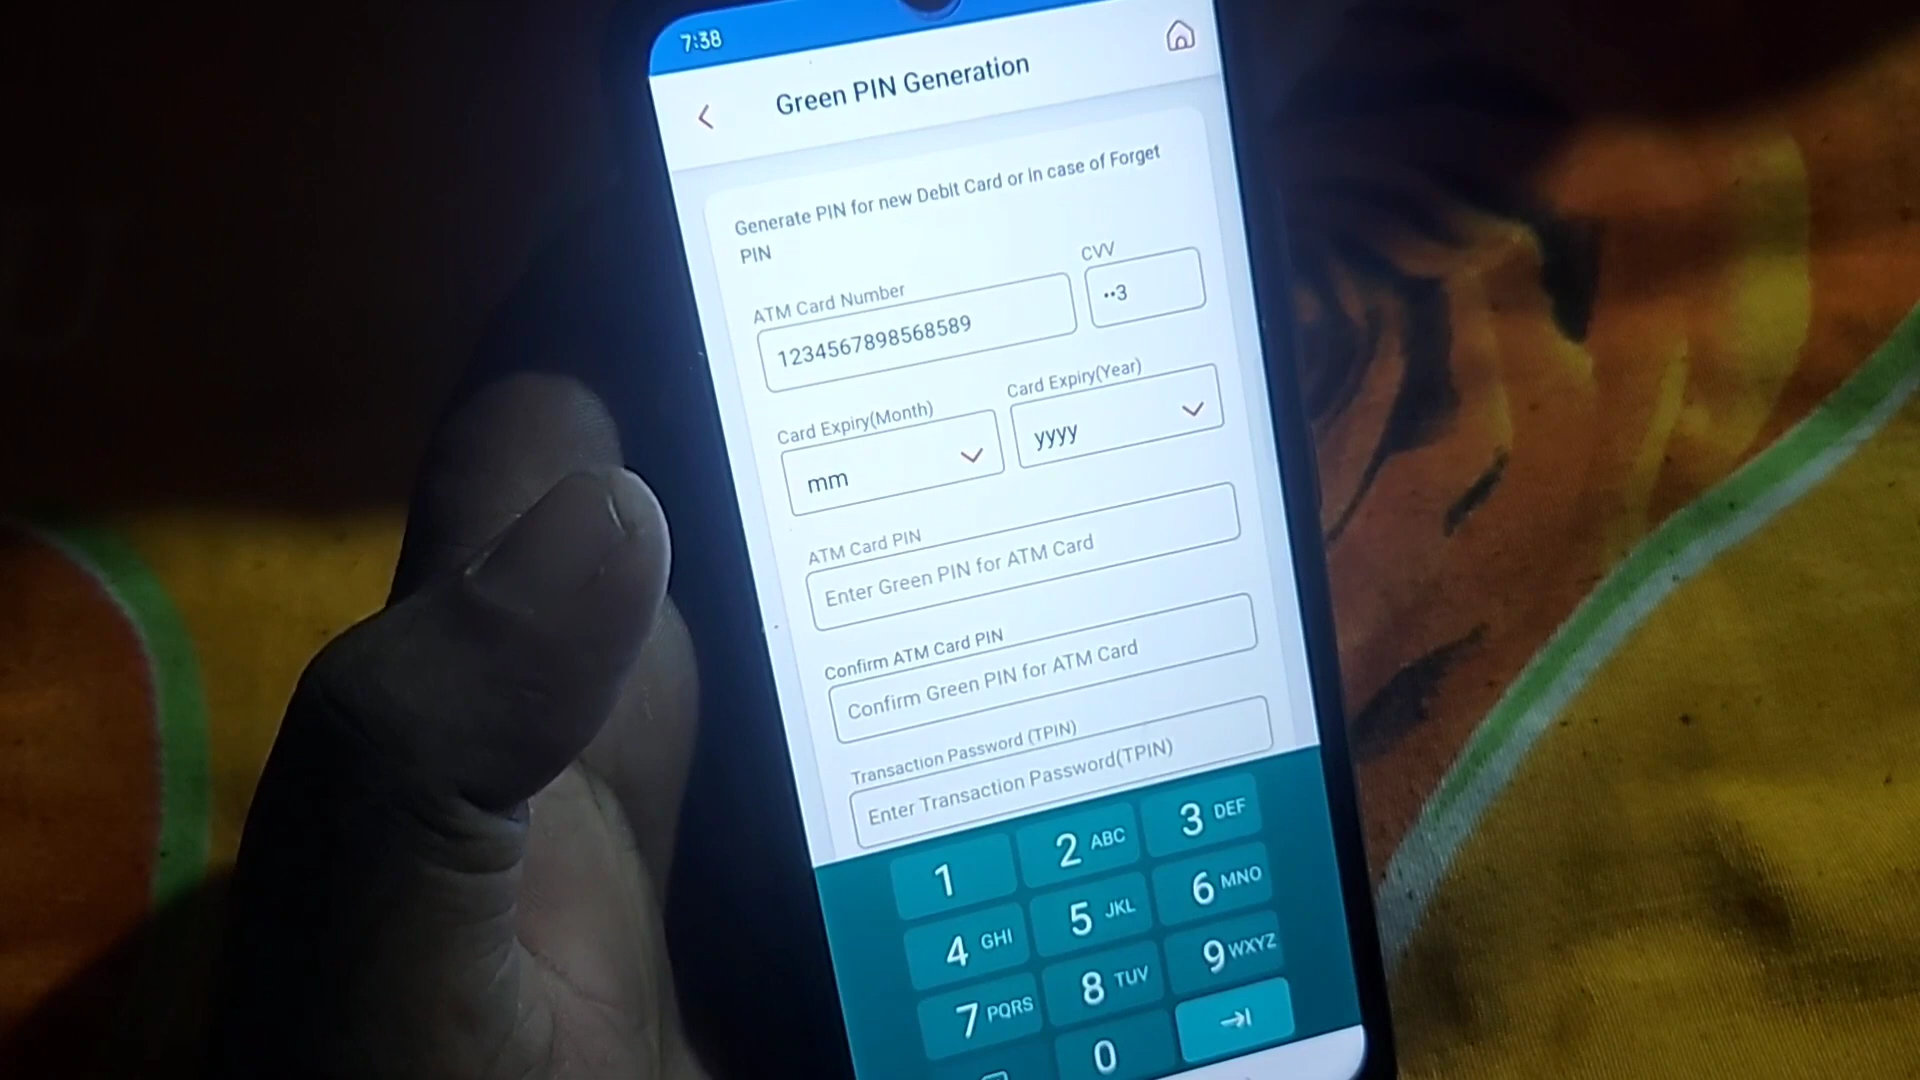 7:38
Green PIN Generation
Generate PIN for new Debit Card or in case of Forget
PIN
ATM Card Number
CVV
1234567898568589
··3
Card Expiry(Month)
Card Expiry(Year)
mm
yyyy
ATM Card PIN
Enter Green PIN for ATM Card
Confirm ATM Card PIN
Confirm Green PIN for ATM Card
Transaction Password (TPIN)
Enter Transaction Password(TPIN)
1
2 ABC
3 DEF
4 GHI
5 JKL
6 MNO
7 PQRS
8 TUV
9 WXYZ
0